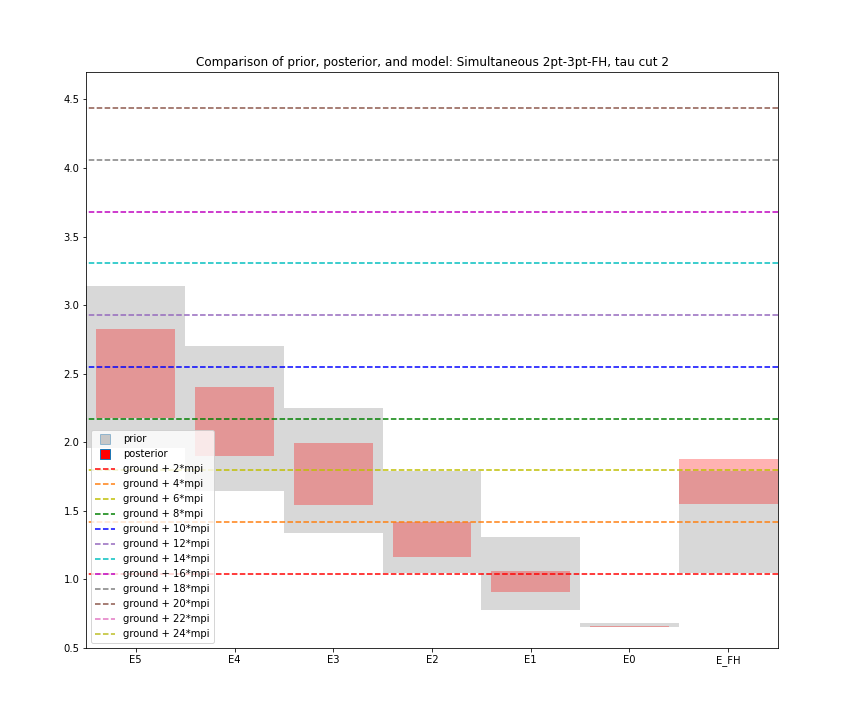 Comparison of prior, posterior, and model: Simultaneous 2pt-3pt-FH, tau cut 2
4.5
4.0
3.5
3.0
2.5
2.0
1.5
1.0
0.5
prior
posterior
ground + 2*mpi
ground + 4*mpi
ground + 6*mpi
ground + 8*mpi
ground + 10*mpi
ground + 12*mpi
ground + 14*mpi
ground + 16*mpi
ground + 18*mpi
ground + 20*mpi
ground + 22*mpi
ground + 24*mpi
E5 E4 E3 E2 E1 E0 E_FH